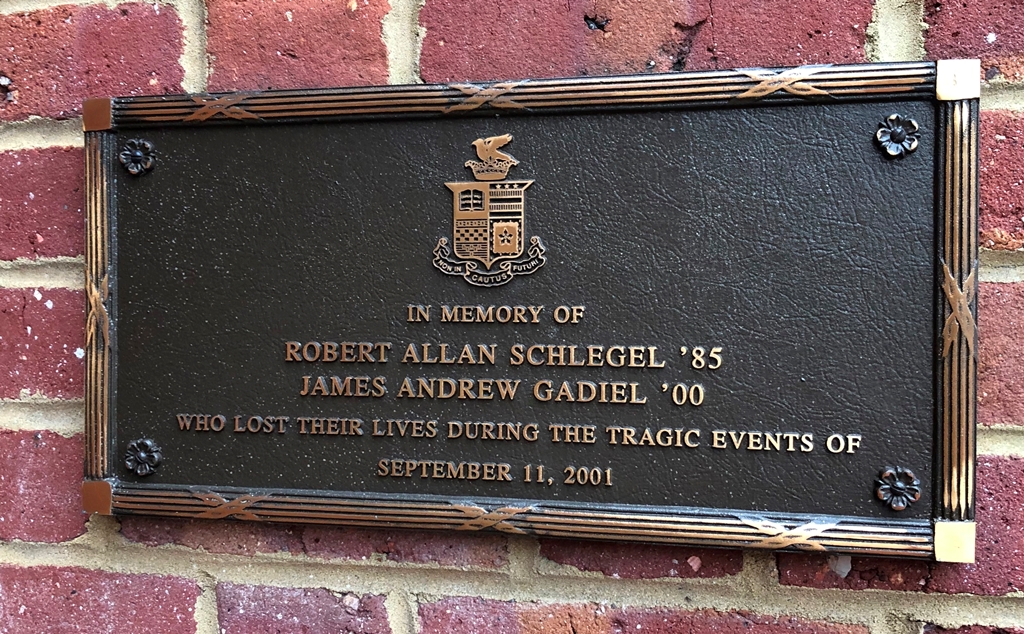 NON IN CAUTUS FUTURI
IN MEMORY OF
ROBERT ALLAN SCHLEGEL ’85
JAMES ANDREW GADIEL ’00
WHO LOST THEIR LIVES DURING THE TRAGIC EVENTS OF
SEPTEMBER 11, 2001